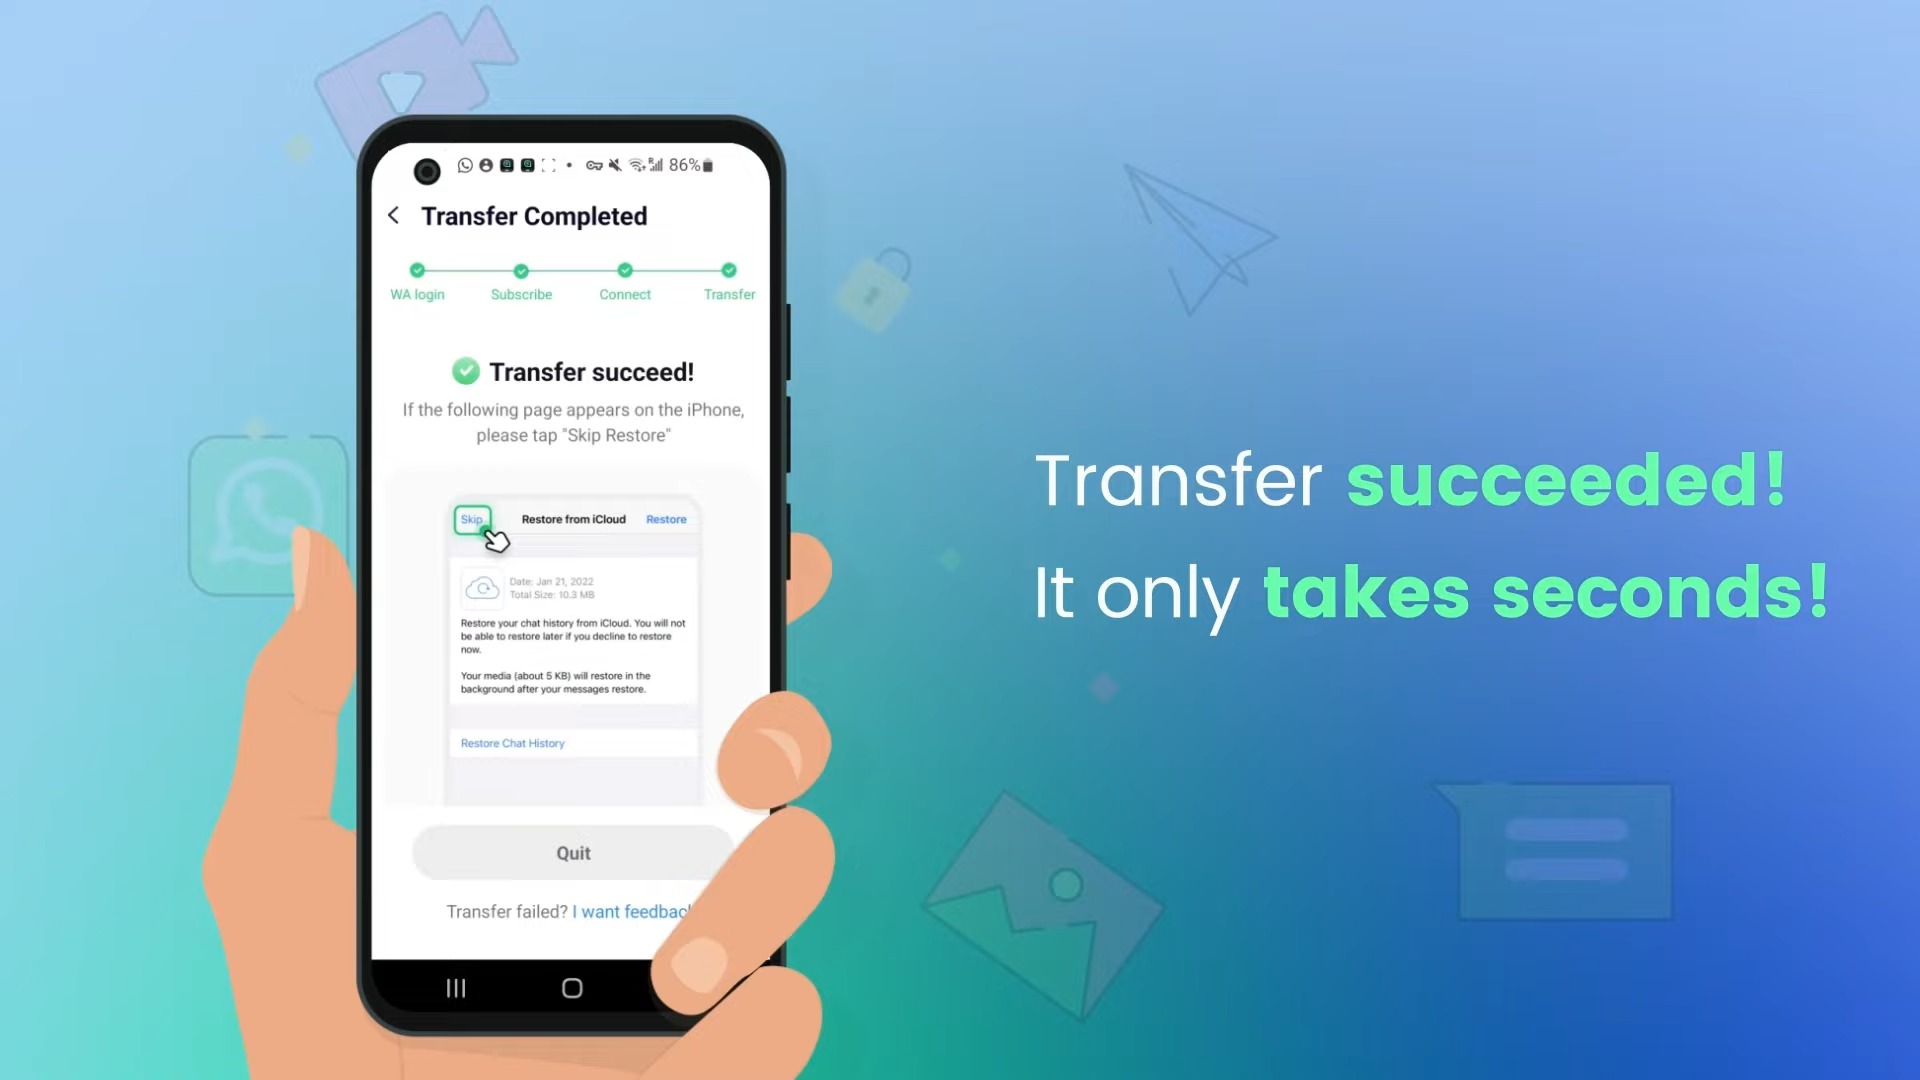 86%
Transfer Completed
WA login Subscribe Connect Transfer
Transfer succeed!
If the following page appears on the iPhone,
please tap "Skip Restore"
Skip Restore from iCloud Restore
Date: Jan 21, 2022
Total Size: 10.3 MB
Restore your chat history from iCloud. You will not
be able to restore later if you decline to restore
now.
Your media (about 5 KB) will restore in the
background after your messages restore.
Restore Chat History
Quit
Transfer failed? I want feedbac
Transfer succeeded!
It only takes seconds!